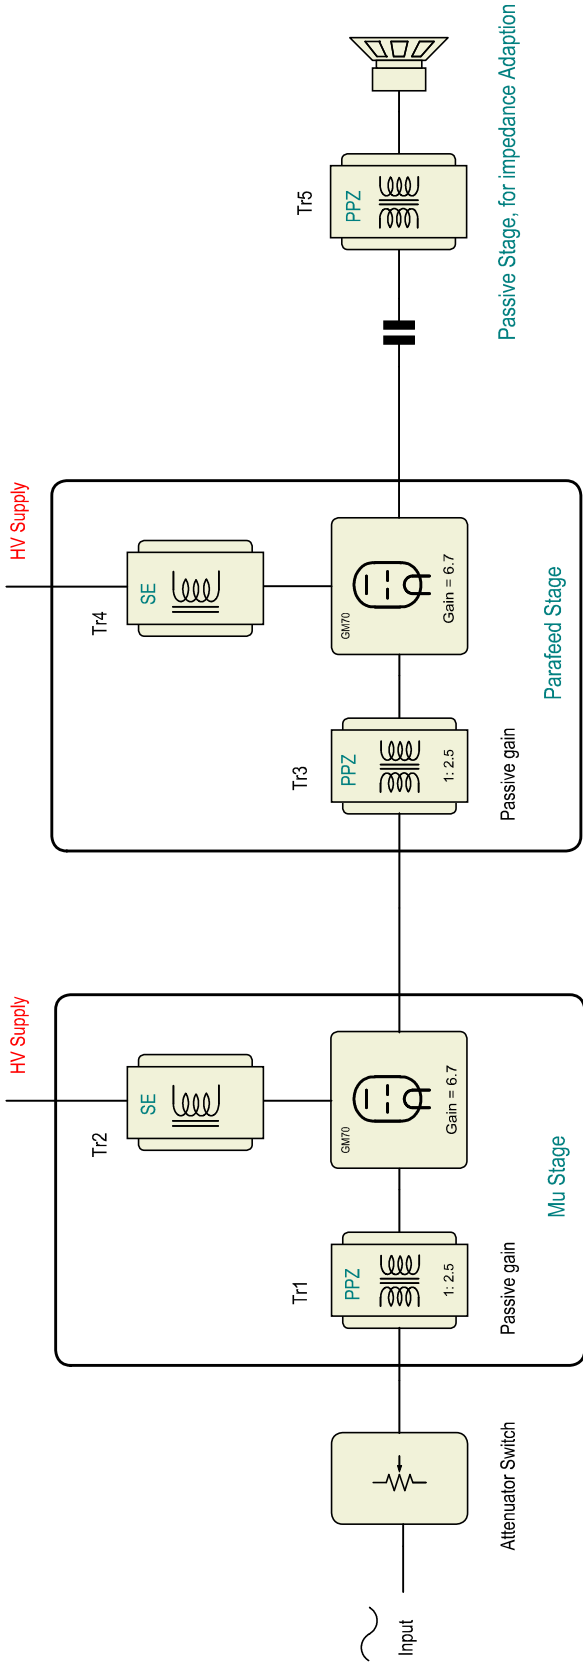 Input
Attenuator Switch
Tr1
PPZ
1: 2.5
Passive gain
HV Supply
Tr2
SE
GM70
Gain = 6.7
Mu Stage
Tr3
PPZ
1: 2.5
Passive gain
HV Supply
Tr4
SE
GM70
Gain = 6.7
Parafeed Stage
Tr5
PPZ
Passive Stage, for impedance Adaption